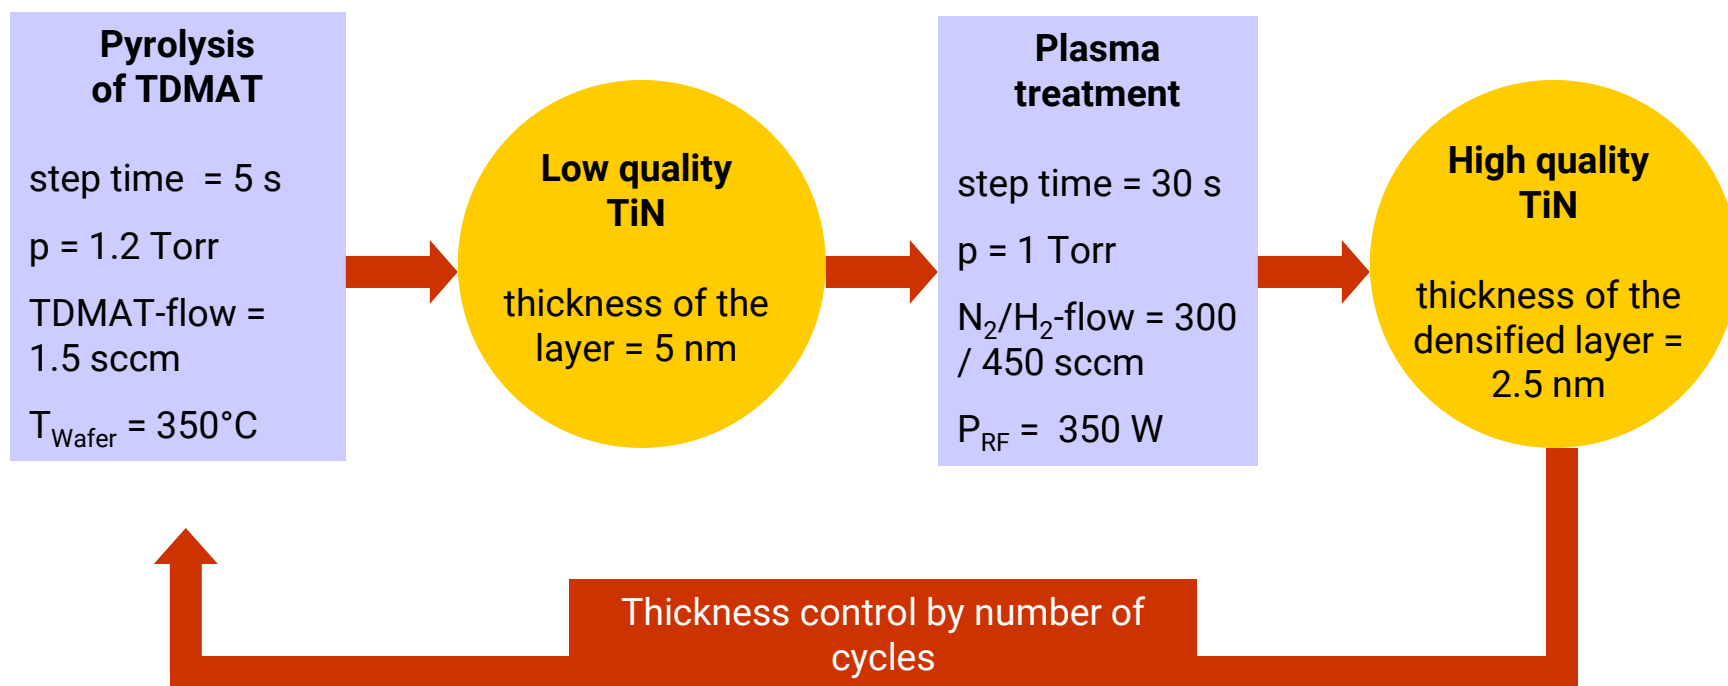 Pyrolysis
of TDMAT
step time  = 5 s
p = 1.2 Torr
TDMAT-flow =
1.5 sccm
T_Wafer = 350°C
Low quality
TiN
thickness of the
layer = 5 nm
Plasma
treatment
step time = 30 s
p = 1 Torr
N₂/H₂-flow = 300
/ 450 sccm
P_RF =  350 W
High quality
TiN
thickness of the
densified layer =
2.5 nm
Thickness control by number of
cycles